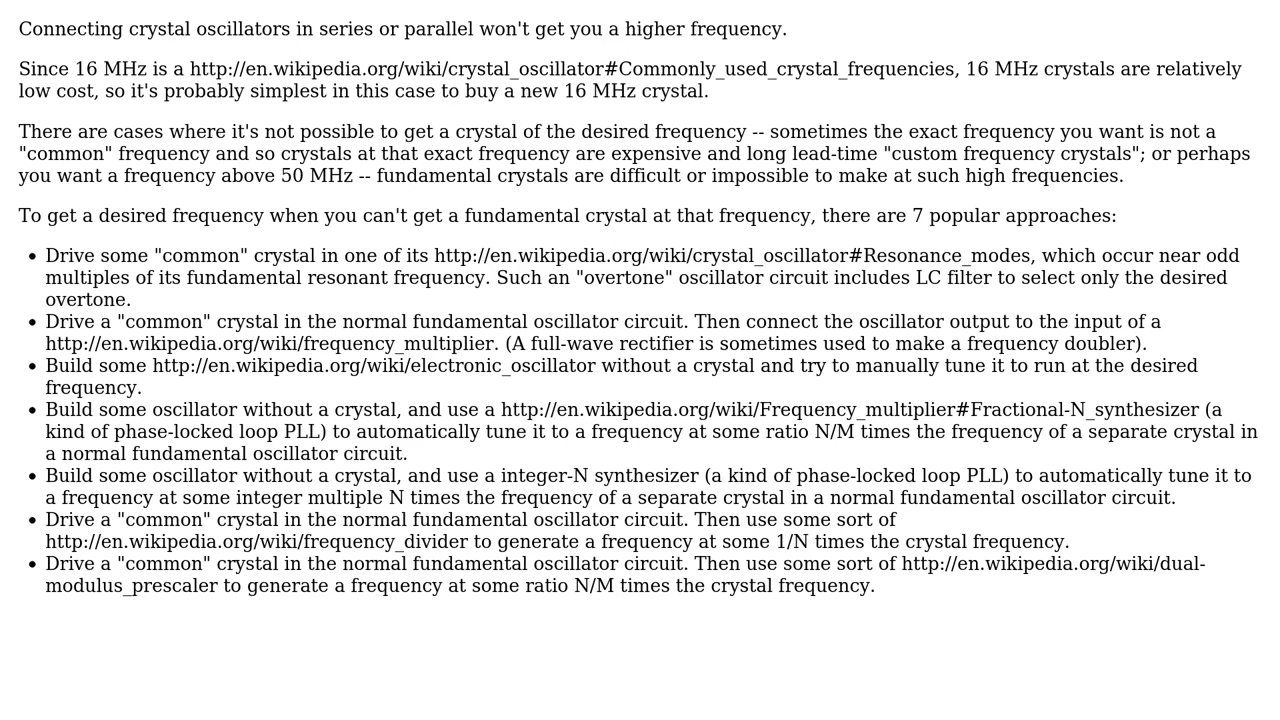 Connecting crystal oscillators in series or parallel won't get you a higher frequency.
Since 16 MHz is a http://en.wikipedia.org/wiki/crystal_oscillator#Commonly_used_crystal_frequencies, 16 MHz crystals are relatively
low cost, so it's probably simplest in this case to buy a new 16 MHz crystal.
There are cases where it's not possible to get a crystal of the desired frequency -- sometimes the exact frequency you want is not a
"common" frequency and so crystals at that exact frequency are expensive and long lead-time "custom frequency crystals"; or perhaps
you want a frequency above 50 MHz -- fundamental crystals are difficult or impossible to make at such high frequencies.
To get a desired frequency when you can't get a fundamental crystal at that frequency, there are 7 popular approaches:
• Drive some "common" crystal in one of its http://en.wikipedia.org/wiki/crystal_oscillator#Resonance_modes, which occur near odd
multiples of its fundamental resonant frequency. Such an "overtone" oscillator circuit includes LC filter to select only the desired
overtone.
• Drive a "common" crystal in the normal fundamental oscillator circuit. Then connect the oscillator output to the input of a
http://en.wikipedia.org/wiki/frequency_multiplier. (A full-wave rectifier is sometimes used to make a frequency doubler).
• Build some http://en.wikipedia.org/wiki/electronic_oscillator without a crystal and try to manually tune it to run at the desired
frequency.
• Build some oscillator without a crystal, and use a http://en.wikipedia.org/wiki/Frequency_multiplier#Fractional-N_synthesizer (a
kind of phase-locked loop PLL) to automatically tune it to a frequency at some ratio N/M times the frequency of a separate crystal in
a normal fundamental oscillator circuit.
• Build some oscillator without a crystal, and use a integer-N synthesizer (a kind of phase-locked loop PLL) to automatically tune it to
a frequency at some integer multiple N times the frequency of a separate crystal in a normal fundamental oscillator circuit.
• Drive a "common" crystal in the normal fundamental oscillator circuit. Then use some sort of
http://en.wikipedia.org/wiki/frequency_divider to generate a frequency at some 1/N times the crystal frequency.
• Drive a "common" crystal in the normal fundamental oscillator circuit. Then use some sort of http://en.wikipedia.org/wiki/dual-
modulus_prescaler to generate a frequency at some ratio N/M times the crystal frequency.